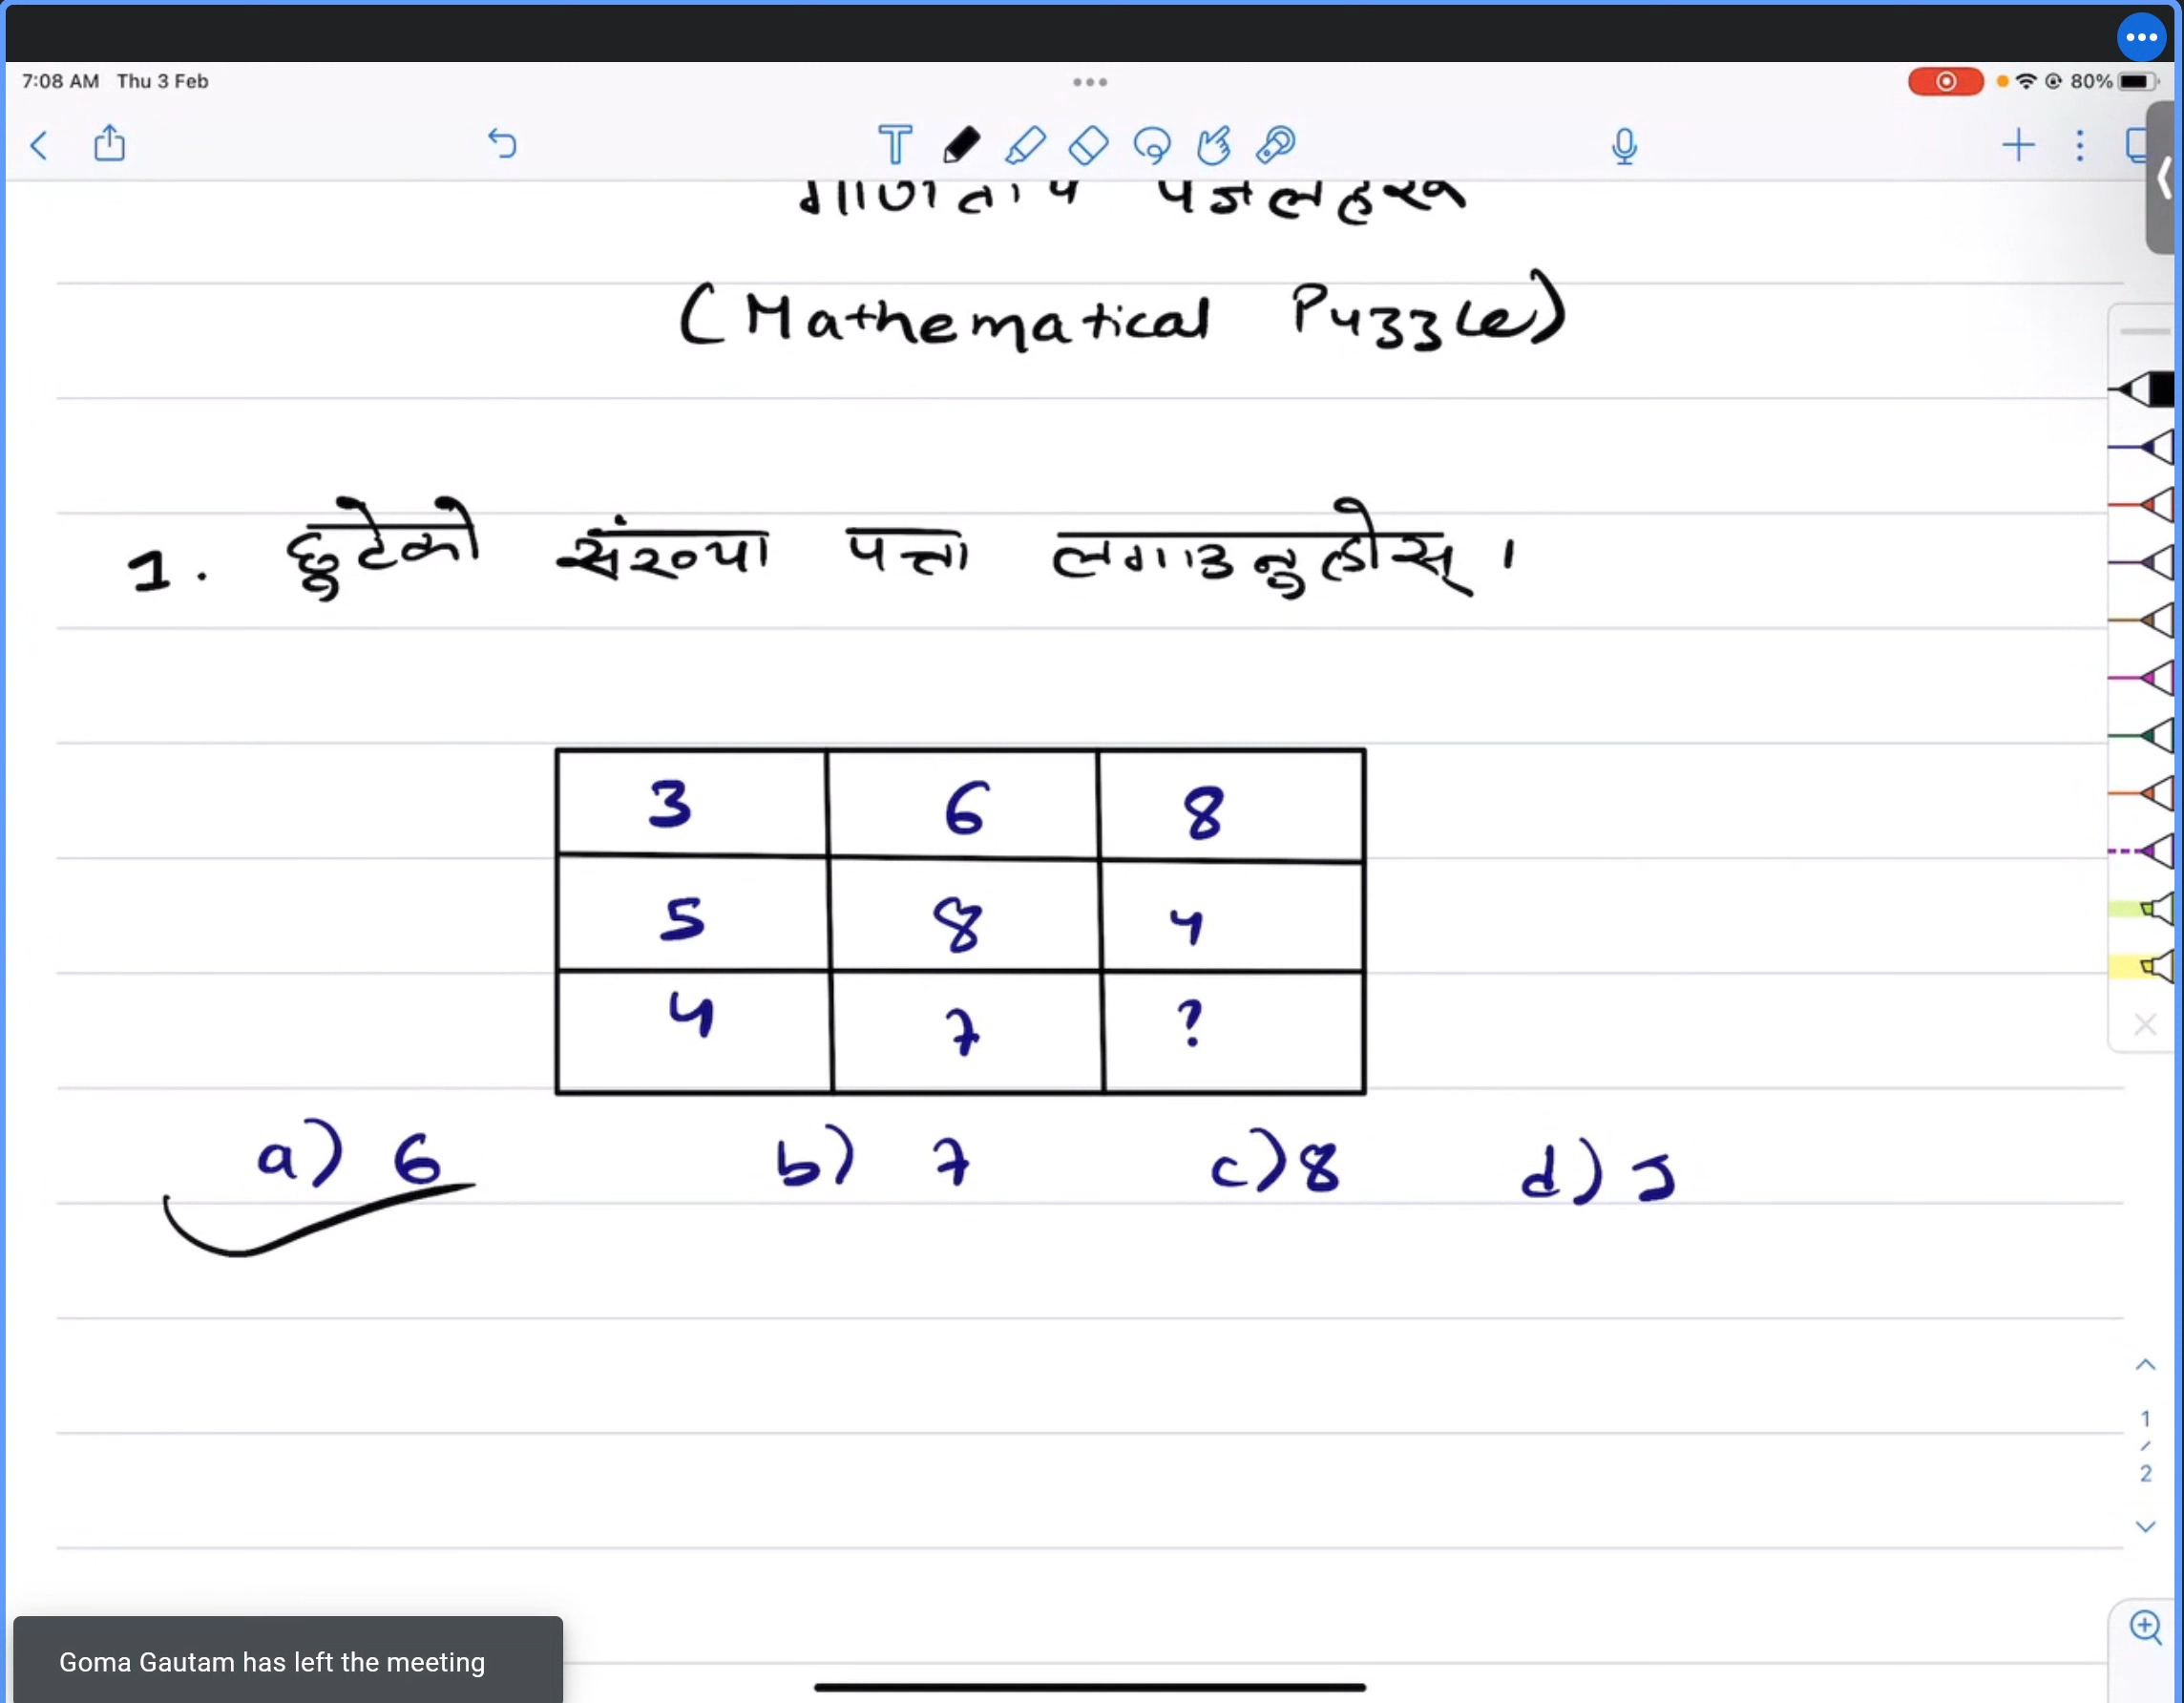 7:08 AM Thu 3 Feb
80%
(Mathematical Puzzle)
1. छुटेको संख्या पत्ता लगाउनुहोस् ।
3 6 8
5 8 4
4 7 ?
a) 6 b) 7 c) 8 d) 5
1
/
2
Goma Gautam has left the meeting